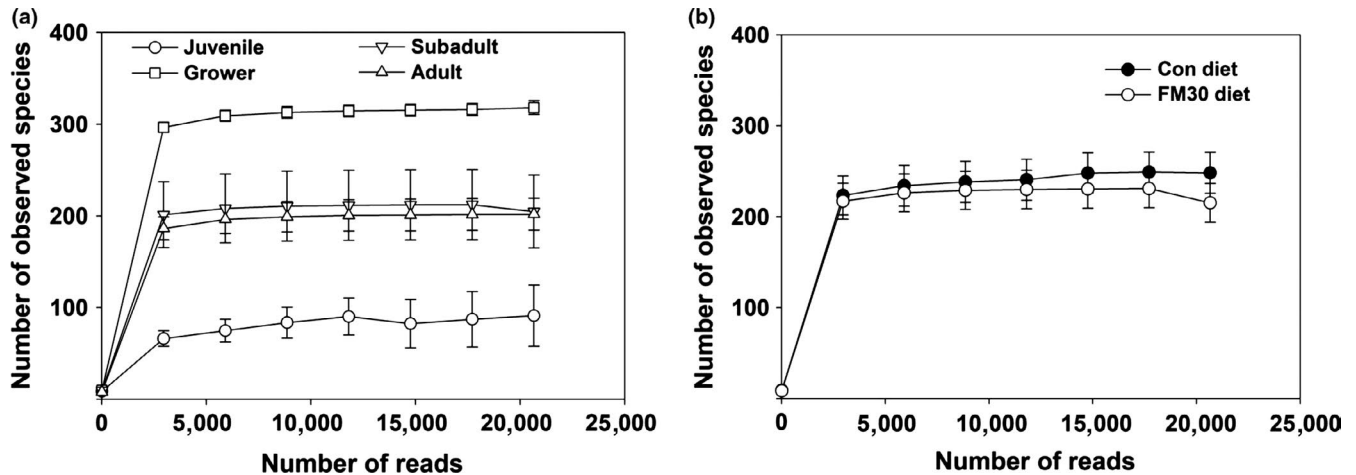 (a)
Number of observed species
400
300
200
100
Juvenile
Subadult
Grower
Adult
0
5,000
10,000
15,000
20,000
25,000
Number of reads
(b)
Number of observed species
400
300
200
100
Con diet
FM30 diet
0
5,000
10,000
15,000
20,000
25,000
Number of reads